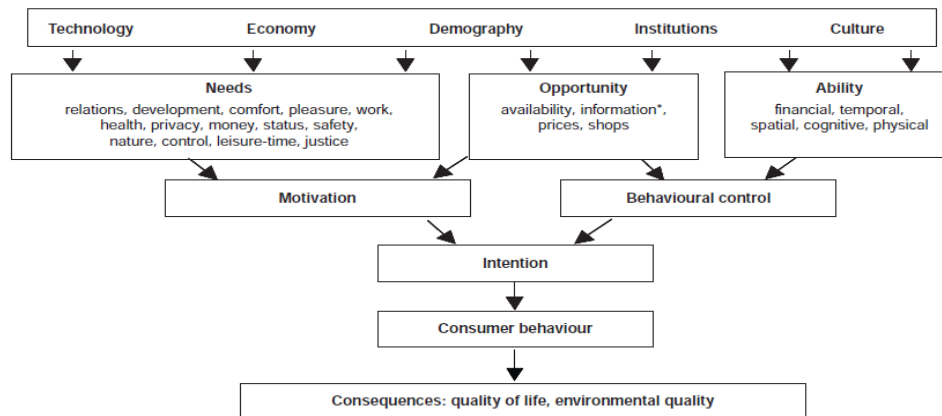 Technology Economy Demography Institutions Culture
Needs
relations, development, comfort, pleasure, work,
health, privacy, money, status, safety,
nature, control, leisure-time, justice
Opportunity
availability, information*,
prices, shops
Ability
financial, temporal,
spatial, cognitive, physical
Motivation
Behavioural control
Intention
Consumer behaviour
Consequences: quality of life, environmental quality